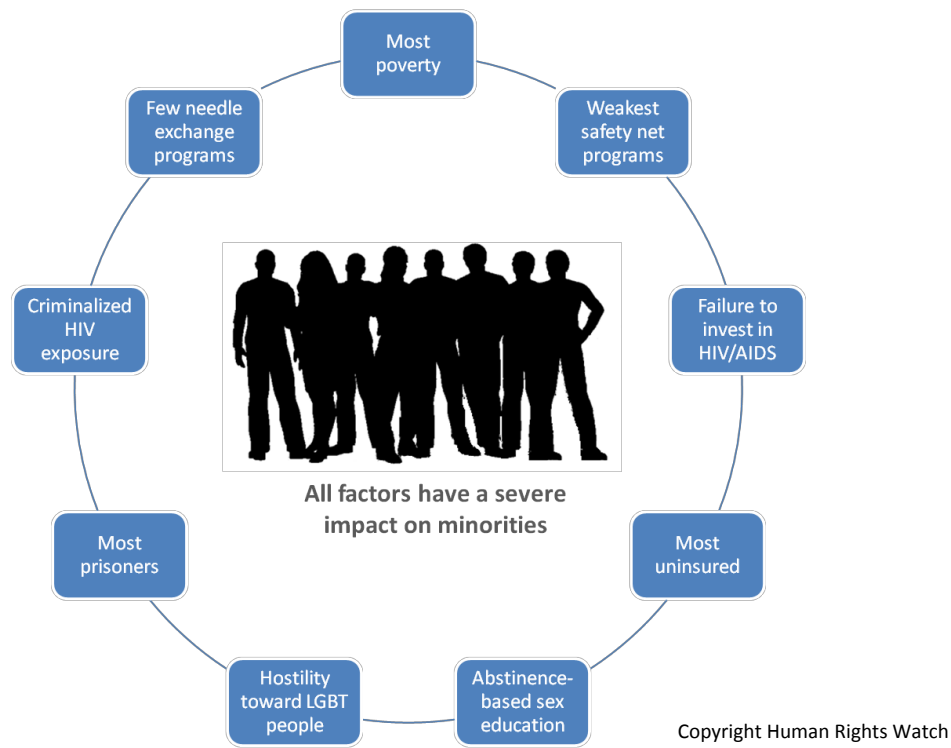 Most
poverty
Weakest
safety net
programs
Failure to
invest in
HIV/AIDS
Most
uninsured
Abstinence-
based sex
education
Hostility
toward LGBT
people
Most
prisoners
Criminalized
HIV
exposure
Few needle
exchange
programs
All factors have a severe
impact on minorities
Copyright Human Rights Watch